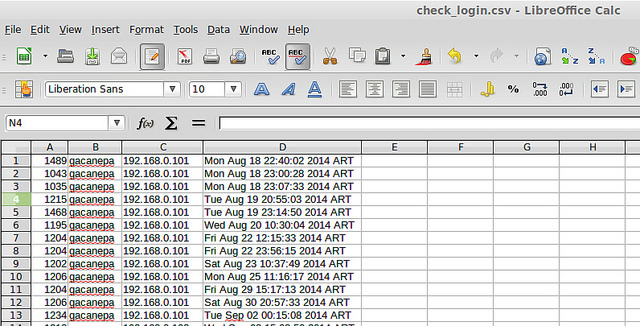 check_login.csv - LibreOffice Calc
File Edit View Insert Format Tools Data Window Help
PDF ABC ABC A Z Z A
Liberation Sans 10 A A A % 0.00 .000 .000 0.
N4 f(x) Σ =
A B C D E F G H
1 1489 gacanepa 192.168.0.101 Mon Aug 18 22:40:02 2014 ART
2 1043 gacanepa 192.168.0.101 Mon Aug 18 23:00:28 2014 ART
3 1035 gacanepa 192.168.0.101 Mon Aug 18 23:07:33 2014 ART
4 1215 gacanepa 192.168.0.101 Tue Aug 19 20:55:03 2014 ART
5 1468 gacanepa 192.168.0.101 Tue Aug 19 23:14:50 2014 ART
6 1195 gacanepa 192.168.0.101 Wed Aug 20 10:30:04 2014 ART
7 1204 gacanepa 192.168.0.101 Fri Aug 22 12:15:33 2014 ART
8 1204 gacanepa 192.168.0.101 Fri Aug 22 23:56:15 2014 ART
9 1202 gacanepa 192.168.0.101 Sat Aug 23 10:37:49 2014 ART
10 1206 gacanepa 192.168.0.101 Mon Aug 25 11:16:17 2014 ART
11 1204 gacanepa 192.168.0.101 Fri Aug 29 15:17:13 2014 ART
12 1206 gacanepa 192.168.0.101 Sat Aug 30 20:57:33 2014 ART
13 1234 gacanepa 192.168.0.101 Tue Sep 02 00:15:08 2014 ART